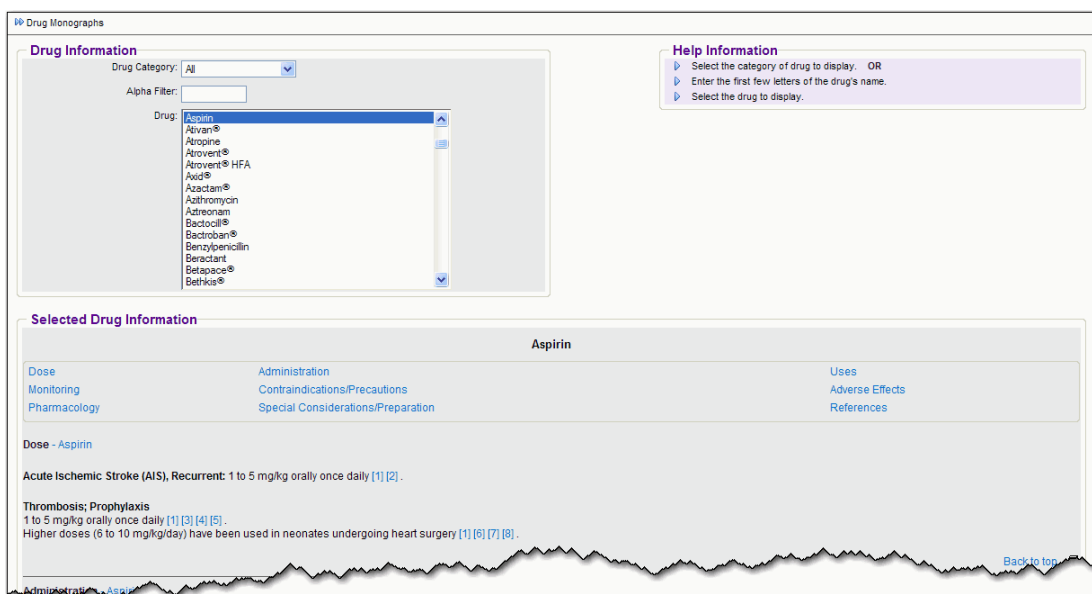 Drug Monographs
Drug Information
Drug Category: All
Alpha Filter:
Drug: Aspirin
Ativan®
Atropine
Atrovent®
Atrovent® HFA
Axid®
Azactam®
Azithromycin
Aztreonam
Bactocill®
Bactroban®
Benzylpenicillin
Beractant
Betapace®
Bethkis®
Help Information
Select the category of drug to display. OR
Enter the first few letters of the drug's name.
Select the drug to display.
Selected Drug Information
Aspirin
Dose Administration Uses
Monitoring Contraindications/Precautions Adverse Effects
Pharmacology Special Considerations/Preparation References
Dose - Aspirin
Acute Ischemic Stroke (AIS), Recurrent: 1 to 5 mg/kg orally once daily [1] [2] .
Thrombosis; Prophylaxis
1 to 5 mg/kg orally once daily [1] [3] [4] [5] .
Higher doses (6 to 10 mg/kg/day) have been used in neonates undergoing heart surgery [1] [6] [7] [8] .
Back to top
Administration - Aspirin